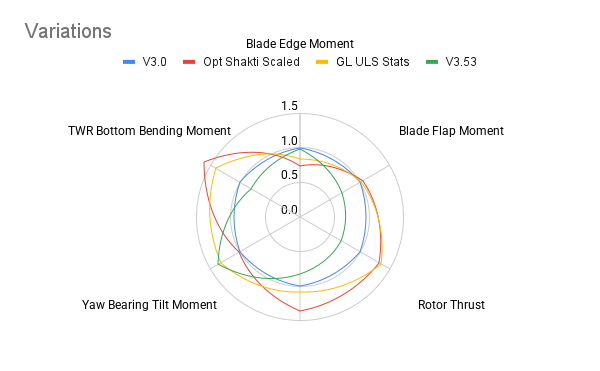 Variations
Blade Edge Moment
V3.0 Opt Shakti Scaled GL ULS Stats V3.53
1.5
TWR Bottom Bending Moment Blade Flap Moment
1.0
0.5
0.0
Yaw Bearing Tilt Moment Rotor Thrust